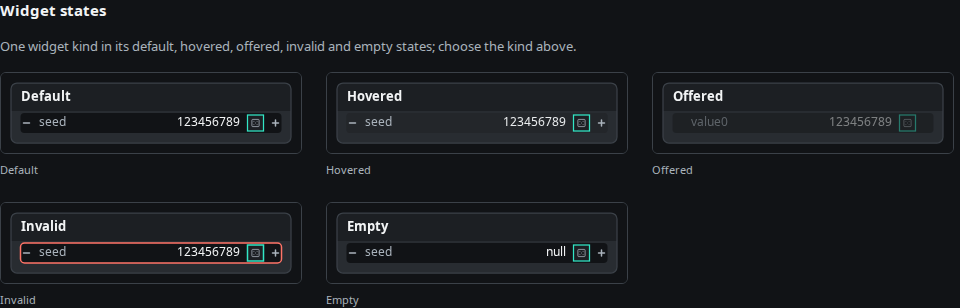 Widget states
One widget kind in its default, hovered, offered, invalid and empty states; choose the kind above.
Default
− seed 123456789 +
Default
Hovered
− seed 123456789 +
Hovered
Offered
value0 123456789
Offered
Invalid
− seed 123456789 +
Invalid
Empty
− seed null +
Empty